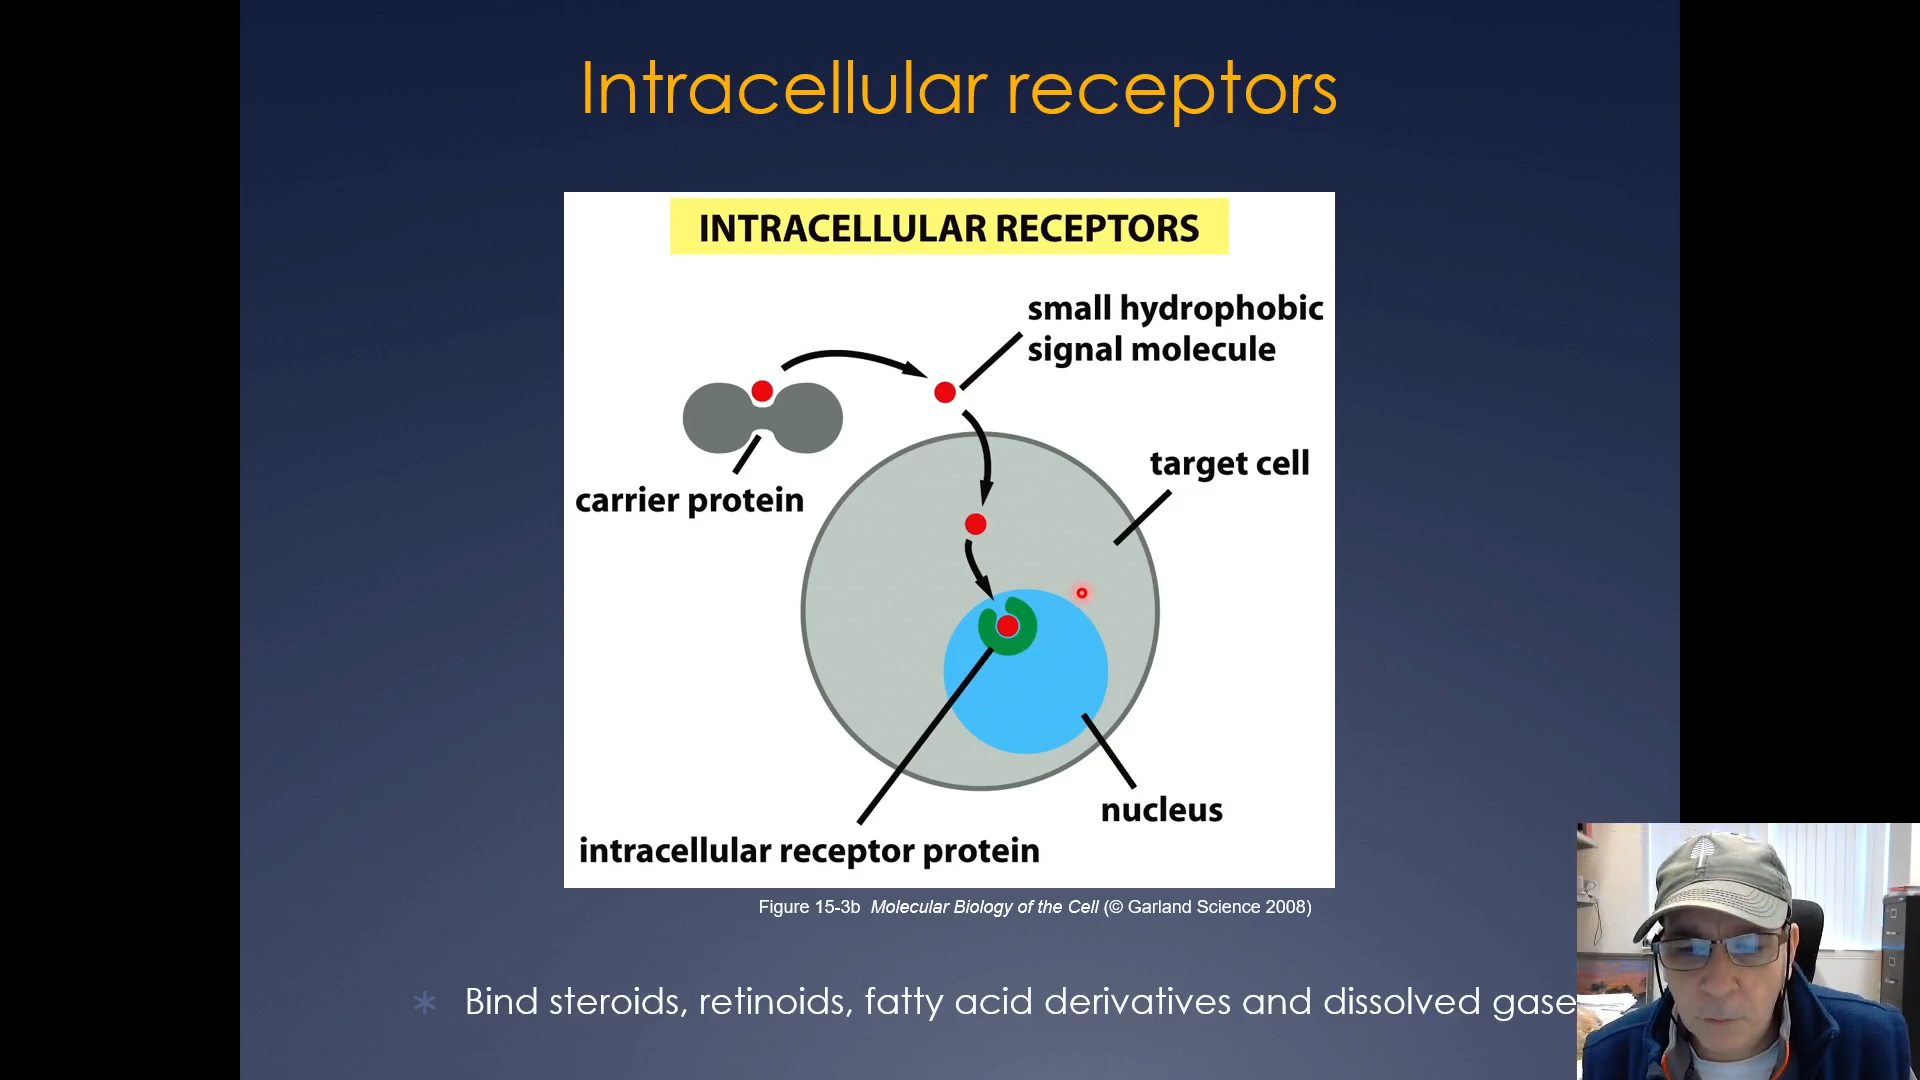 Intracellular receptors
INTRACELLULAR RECEPTORS
small hydrophobic
signal molecule
target cell
carrier protein
nucleus
intracellular receptor protein
Figure 15-3b Molecular Biology of the Cell (© Garland Science 2008)
* Bind steroids, retinoids, fatty acid derivatives and dissolved gase